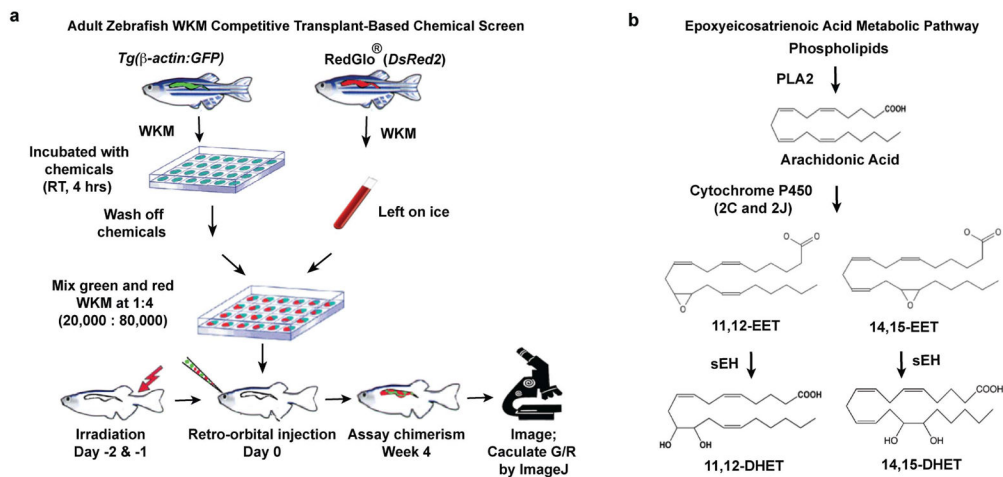 a
Adult Zebrafish WKM Competitive Transplant-Based Chemical Screen
Tg(β-actin:GFP)
RedGlo® (DsRed2)
WKM
WKM
Incubated with
chemicals
(RT, 4 hrs)
Wash off
chemicals
Left on ice
Mix green and red
WKM at 1:4
(20,000 : 80,000)
Irradiation
Day -2 & -1
Retro-orbital injection
Day 0
Assay chimerism
Week 4
Image;
Caculate G/R
by ImageJ
b
Epoxyeicosatrienoic Acid Metabolic Pathway
Phospholipids
PLA2
COOH
Arachidonic Acid
Cytochrome P450
(2C and 2J)
O
O
O
11,12-EET
O
O
O
14,15-EET
sEH
sEH
COOH
HO
OH
11,12-DHET
COOH
HO
OH
14,15-DHET